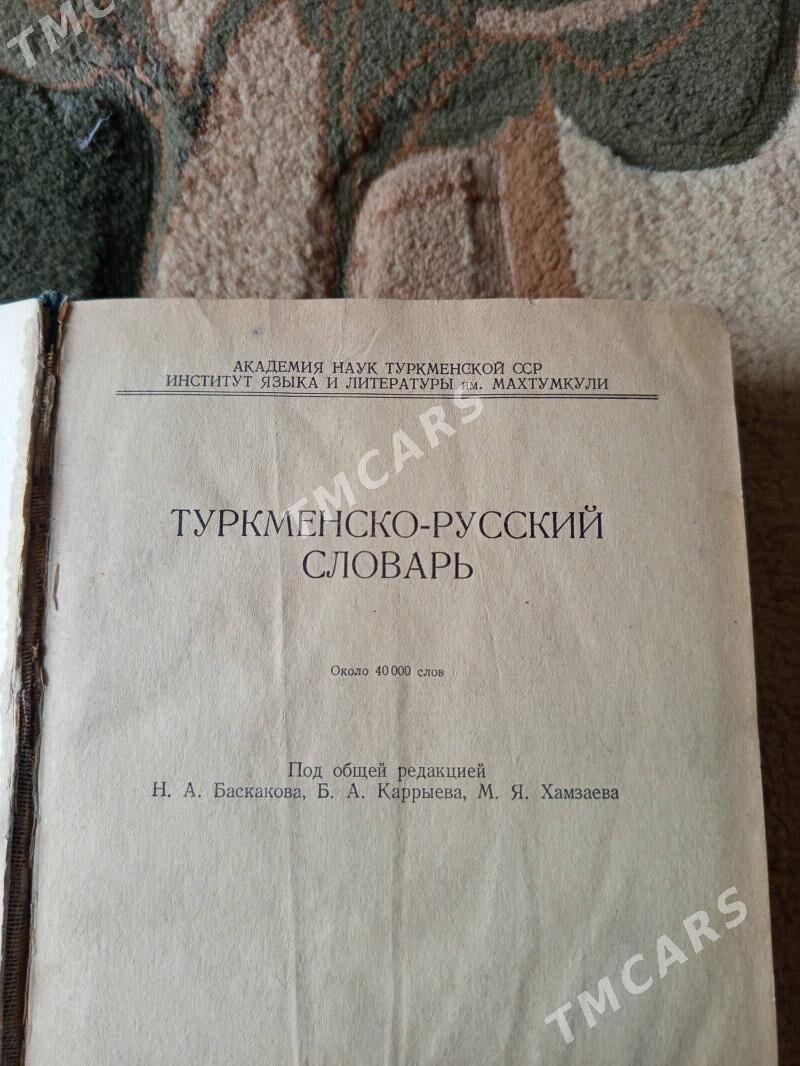 TMCARS
АКАДЕМИЯ НАУК ТУРКМЕНСКОЙ ССР
ИНСТИТУТ ЯЗЫКА И ЛИТЕРАТУРЫ им. МАХТУМКУЛИ
TMCARS
ТУРКМЕНСКО-РУССКИЙ
СЛОВАРЬ
Около 40 000 слов
Под общей редакцией
Н. А. Баскакова, Б. А. Каррыева, М. Я. Хамзаева
TMCARS